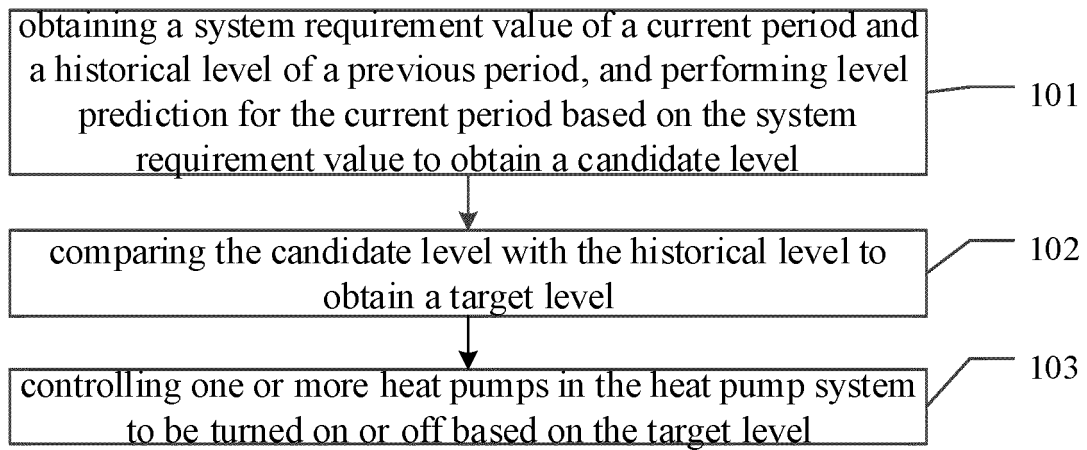 obtaining a system requirement value of a current period and
a historical level of a previous period, and performing level
prediction for the current period based on the system
requirement value to obtain a candidate level
101
comparing the candidate level with the historical level to
obtain a target level
102
controlling one or more heat pumps in the heat pump system
to be turned on or off based on the target level
103